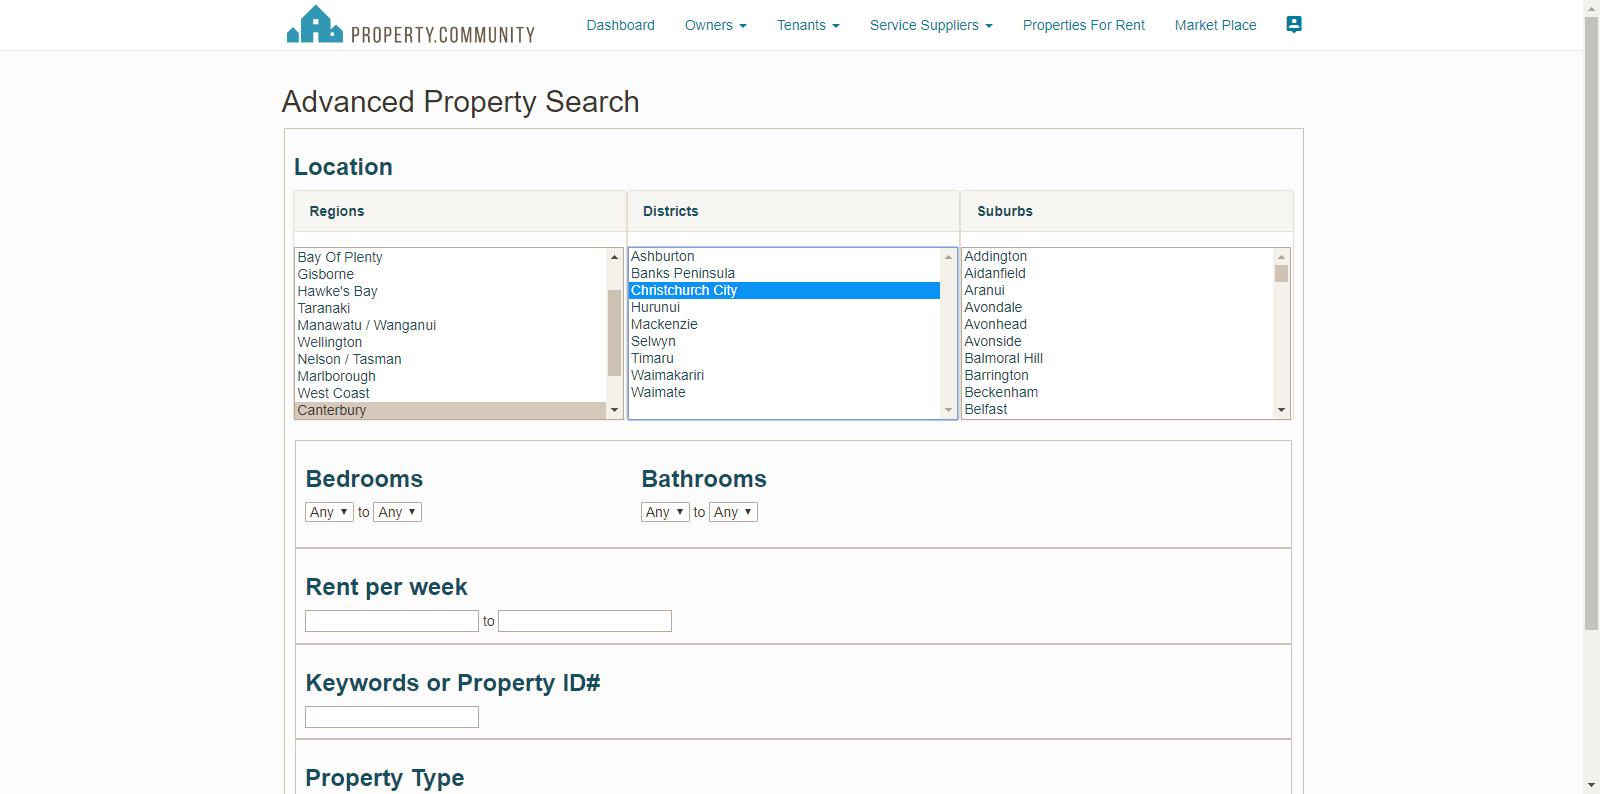 PROPERTY.COMMUNITY
Dashboard
Owners
Tenants
Service Suppliers
Properties For Rent
Market Place
Advanced Property Search
Location
Regions
Districts
Suburbs
Bay Of Plenty
Gisborne
Hawke's Bay
Taranaki
Manawatu / Wanganui
Wellington
Nelson / Tasman
Marlborough
West Coast
Canterbury
Ashburton
Banks Peninsula
Christchurch City
Hurunui
Mackenzie
Selwyn
Timaru
Waimakariri
Waimate
Addington
Aidanfield
Aranui
Avondale
Avonhead
Avonside
Balmoral Hill
Barrington
Beckenham
Belfast
Bedrooms
Any to Any
Bathrooms
Any to Any
Rent per week
to
Keywords or Property ID#
Property Type